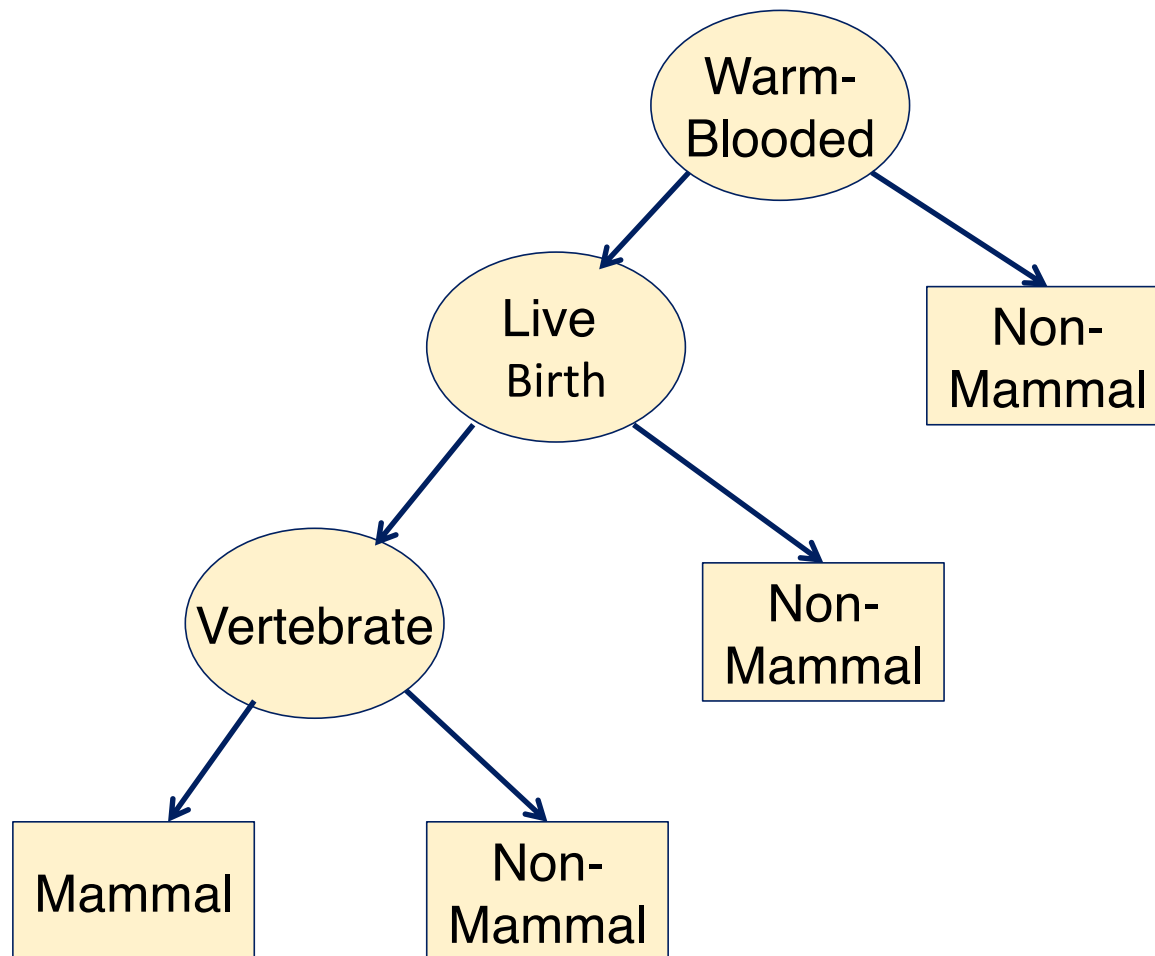 Warm-
Blooded
Live
Birth
Non-
Mammal
Vertebrate
Non-
Mammal
Mammal
Non-
Mammal